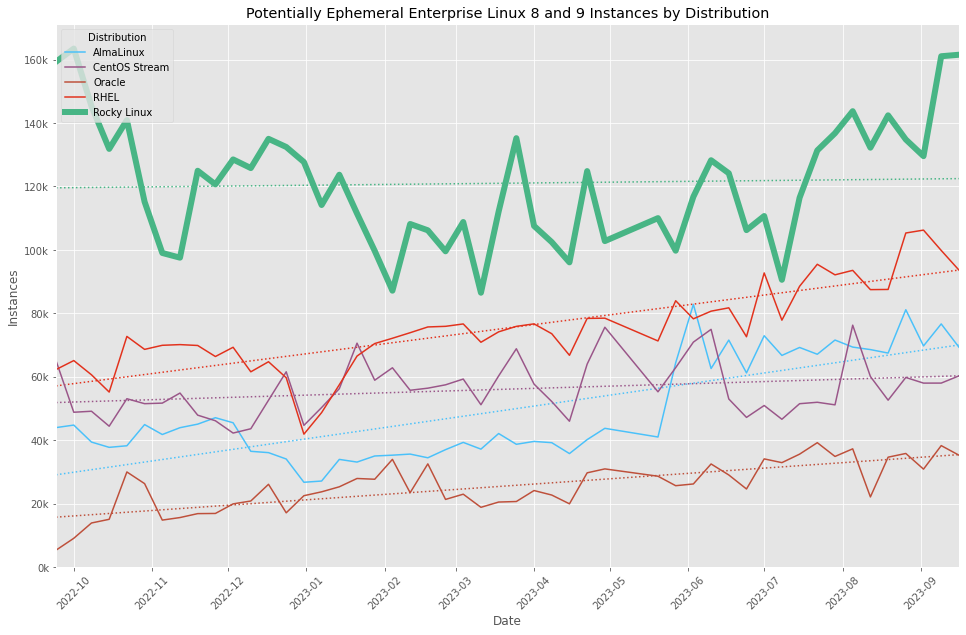 Potentially Ephemeral Enterprise Linux 8 and 9 Instances by Distribution
Distribution
AlmaLinux
CentOS Stream
Oracle
RHEL
Rocky Linux
160k
140k
120k
100k
80k
60k
40k
20k
0k
Instances
2022-10
2022-11
2022-12
2023-01
2023-02
2023-03
2023-04
2023-05
2023-06
2023-07
2023-08
2023-09
Date